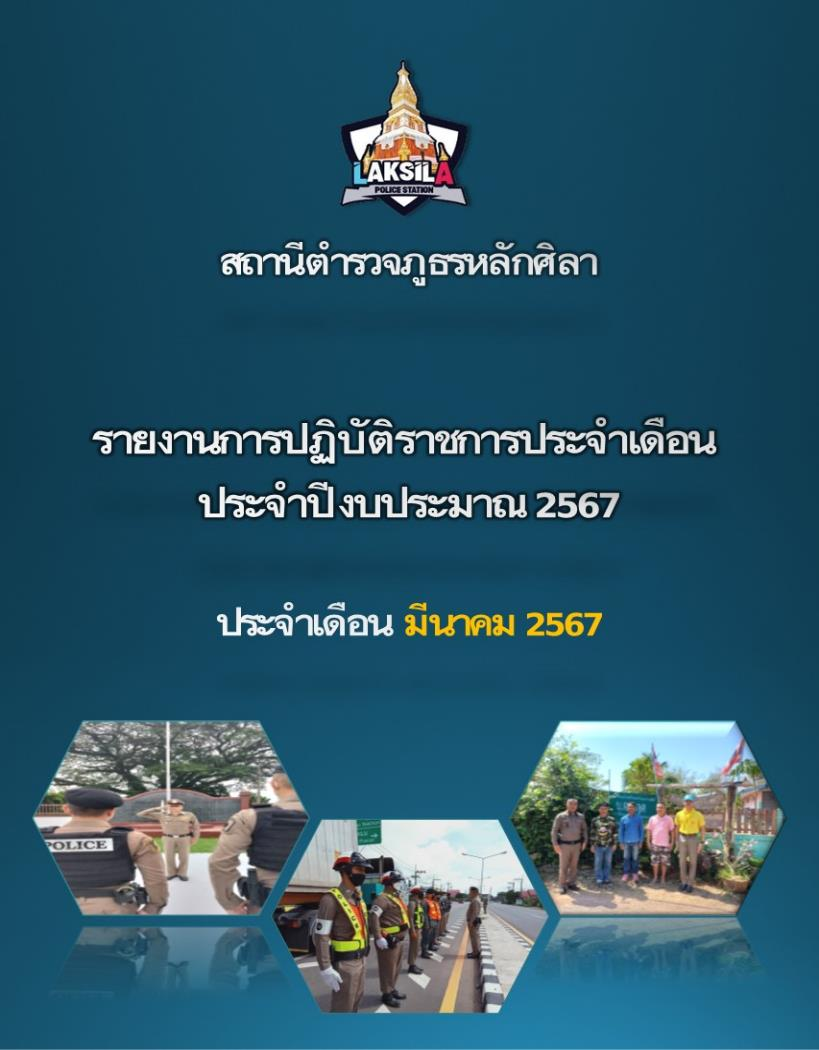 LAKSILA
POLICE STATION
สถานีตำรวจภูธรหลักศิลา
รายงานการปฏิบัติราชการประจำเดือน
ประจำปีงบประมาณ 2567
ประจำเดือน มีนาคม 2567
POLICE